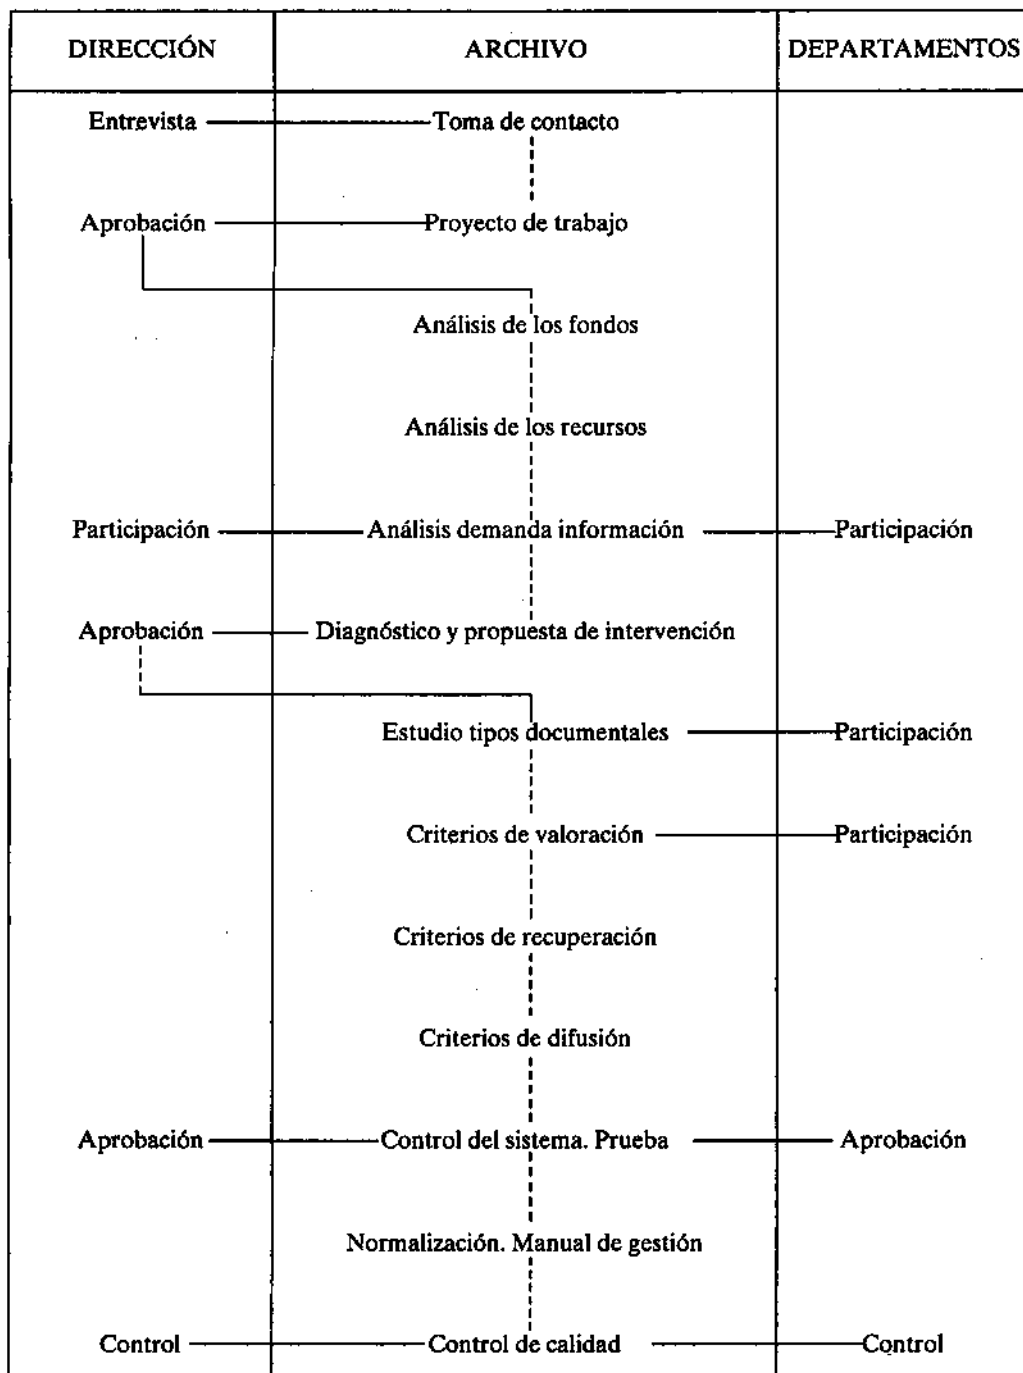 DIRECCIÓN ARCHIVO DEPARTAMENTOS
Entrevista Toma de contacto
Aprobación Proyecto de trabajo
Análisis de los fondos
Análisis de los recursos
Participación Análisis demanda información Participación
Aprobación Diagnóstico y propuesta de intervención
Estudio tipos documentales Participación
Criterios de valoración Participación
Criterios de recuperación
Criterios de difusión
Aprobación Control del sistema. Prueba Aprobación
Normalización. Manual de gestión
Control Control de calidad Control